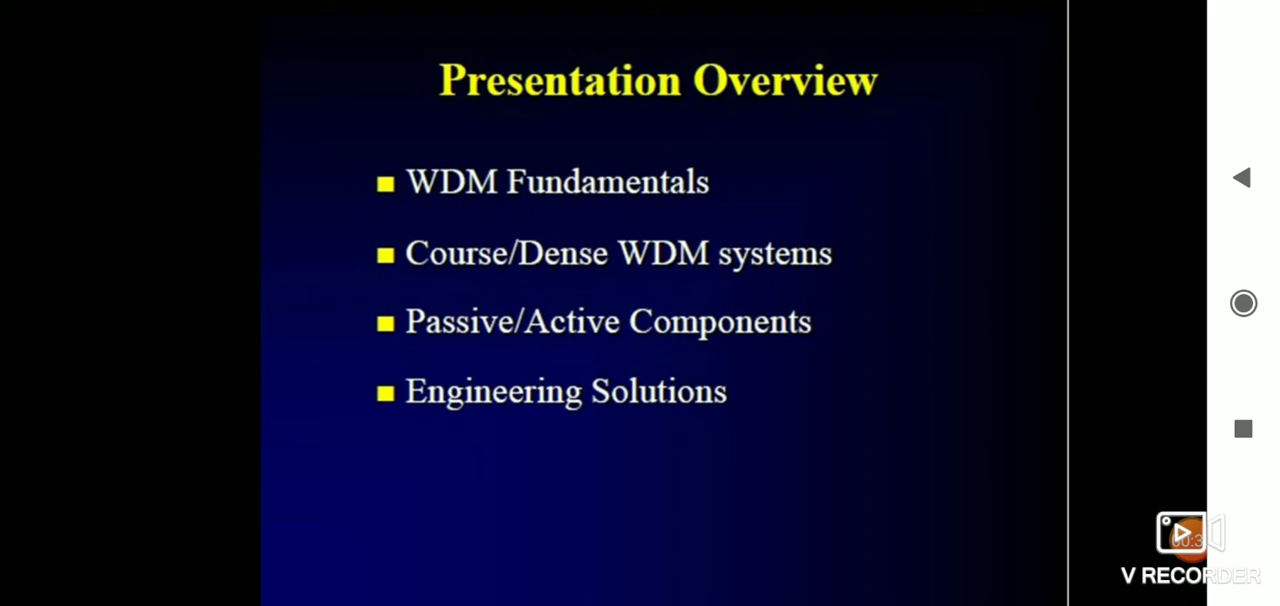 Presentation Overview
WDM Fundamentals
Course/Dense WDM systems
Passive/Active Components
Engineering Solutions
V RECORDER